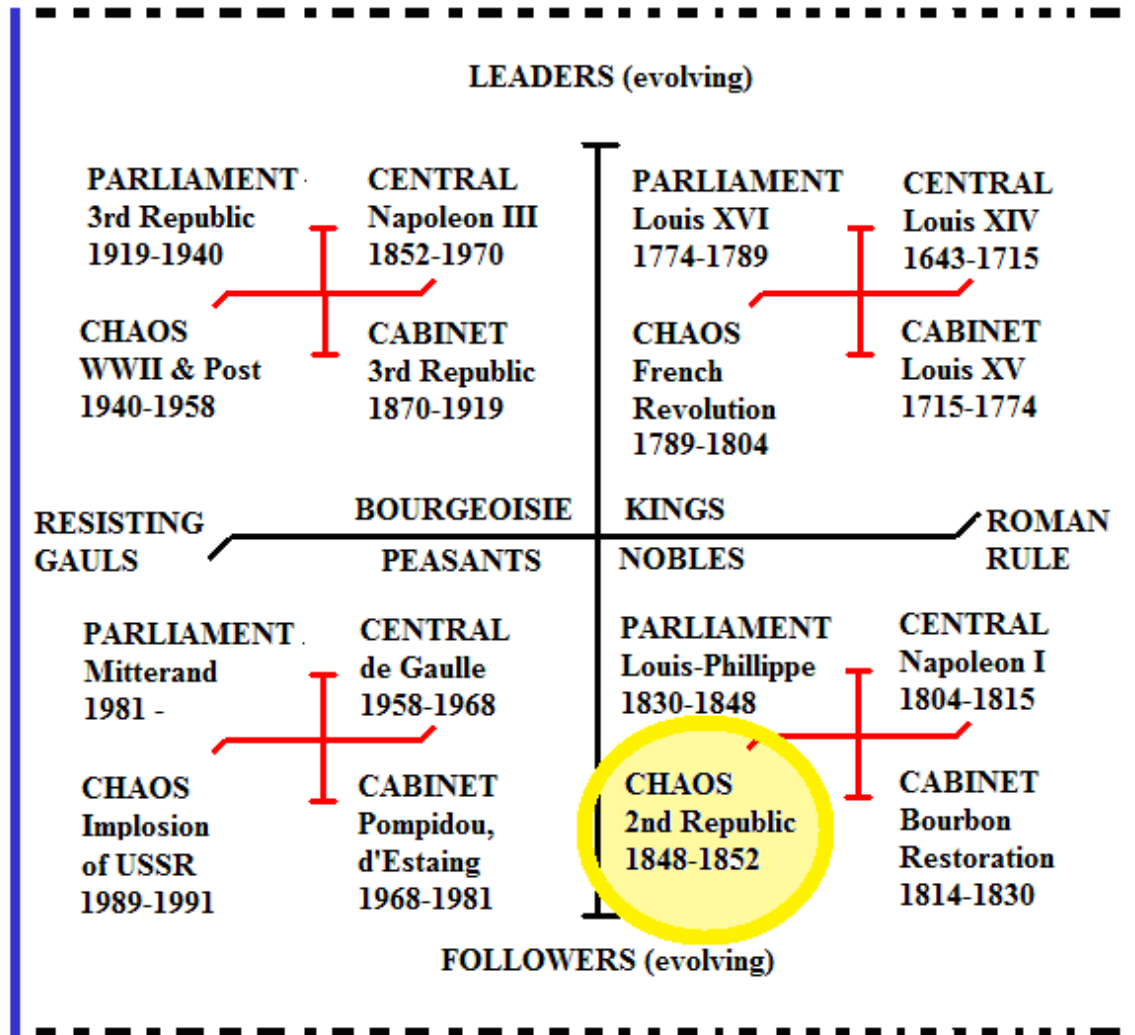 LEADERS (evolving)
PARLIAMENT
3rd Republic
1919-1940
CENTRAL
Napoleon III
1852-1970
CHAOS
WWII & Post
1940-1958
CABINET
3rd Republic
1870-1919
PARLIAMENT
Louis XVI
1774-1789
CENTRAL
Louis XIV
1643-1715
CHAOS
French
Revolution
1789-1804
CABINET
Louis XV
1715-1774
RESISTING
GAULS
BOURGEOISIE
PEASANTS
KINGS
NOBLES
ROMAN
RULE
PARLIAMENT
Mitterand
1981 -
CENTRAL
de Gaulle
1958-1968
CHAOS
Implosion
of USSR
1989-1991
CABINET
Pompidou,
d'Estaing
1968-1981
PARLIAMENT
Louis-Phillippe
1830-1848
CENTRAL
Napoleon I
1804-1815
CHAOS
2nd Republic
1848-1852
CABINET
Bourbon
Restoration
1814-1830
FOLLOWERS (evolving)